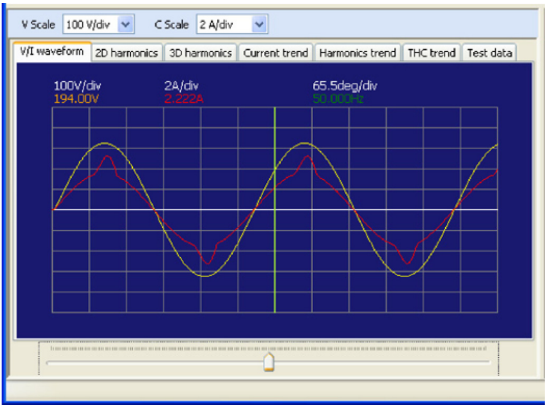 V Scale 100 V/div C Scale 2 A/div
V/I waveform 2D harmonics 3D harmonics Current trend Harmonics trend THC trend Test data
100V/div 2A/div 65.5deg/div
194.00V 2.222A 50.000Hz